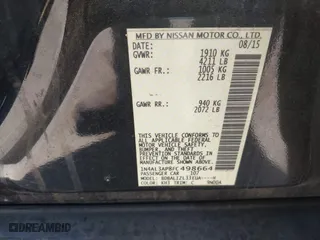 MFD BY NISSAN MOTOR CO., LTD.
08/15
GVWR: 1910 KG
4211 LB
GAWR FR: 1005 KG
2216 LB
GAWR RR: 940 KG
2072 LB
THIS VEHICLE CONFORMS TO
ALL APPLICABLE FEDERAL
MOTOR VEHICLE SAFETY, BUMPER, AND THEFT
PREVENTION STANDARDS IN
EFFECT ON THE DATE OF
MANUFACTURE SHOWN ABOVE.
1N4AL3AP8FC498664
PASSENGER CAR
COLOR: KH3 TRIM: C